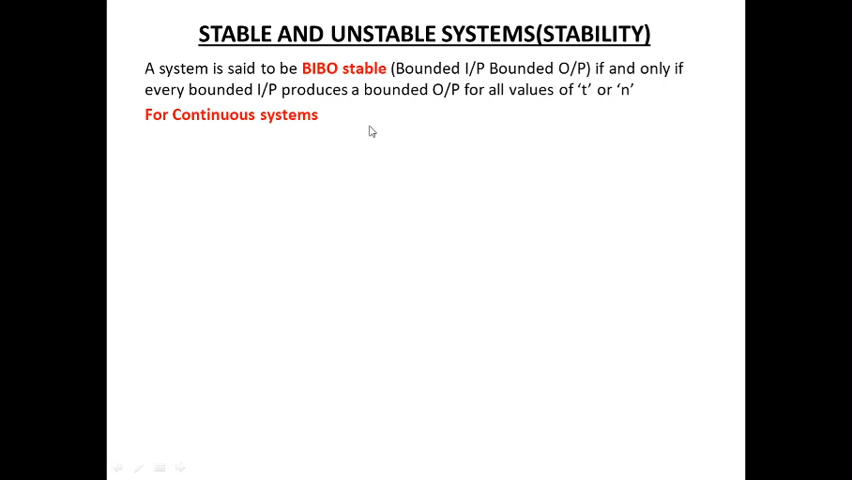 STABLE AND UNSTABLE SYSTEMS(STABILITY)
A system is said to be BIBO stable (Bounded I/P Bounded O/P) if and only if
every bounded I/P produces a bounded O/P for all values of ‘t’ or ‘n’
For Continuous systems